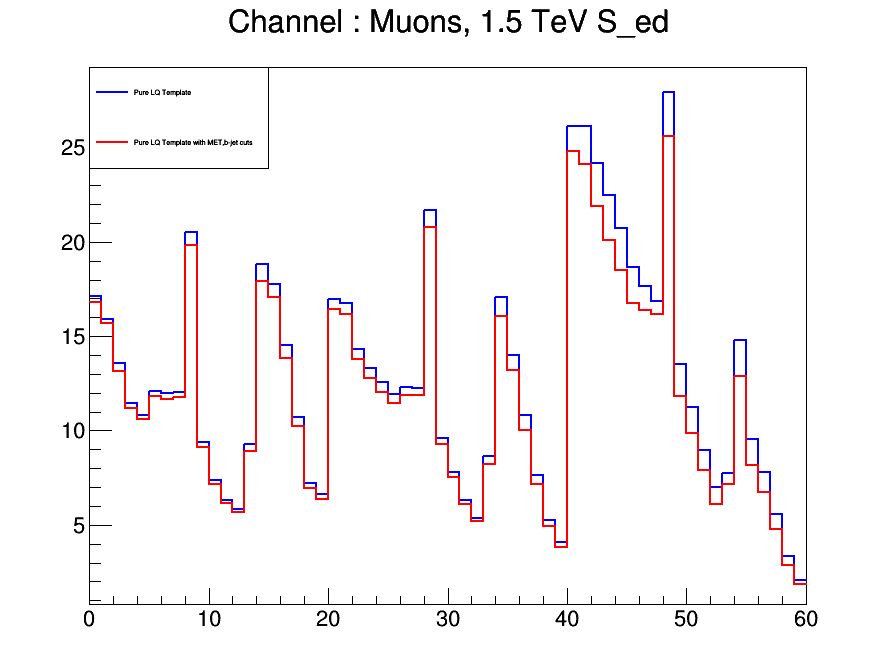 Channel : Muons, 1.5 TeV S_ed
Pure LQ Template
Pure LQ Template with MET,b-jet cuts
25
20
15
10
5
0 10 20 30 40 50 60